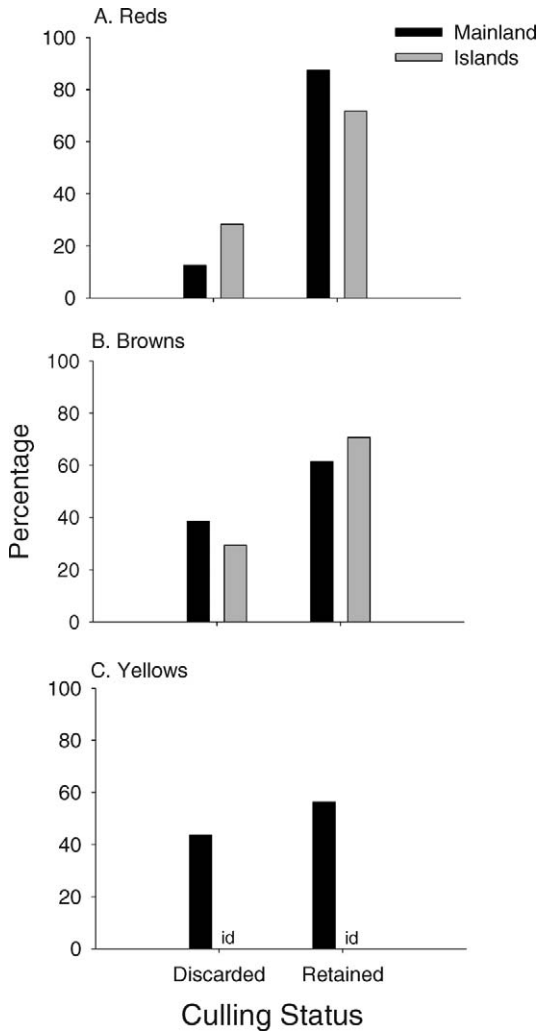 A. Reds
Mainland
Islands
100
80
60
40
20
0
B. Browns
100
80
60
40
20
0
Percentage
C. Yellows
100
80
60
40
20
0
id
id
Discarded
Retained
Culling Status